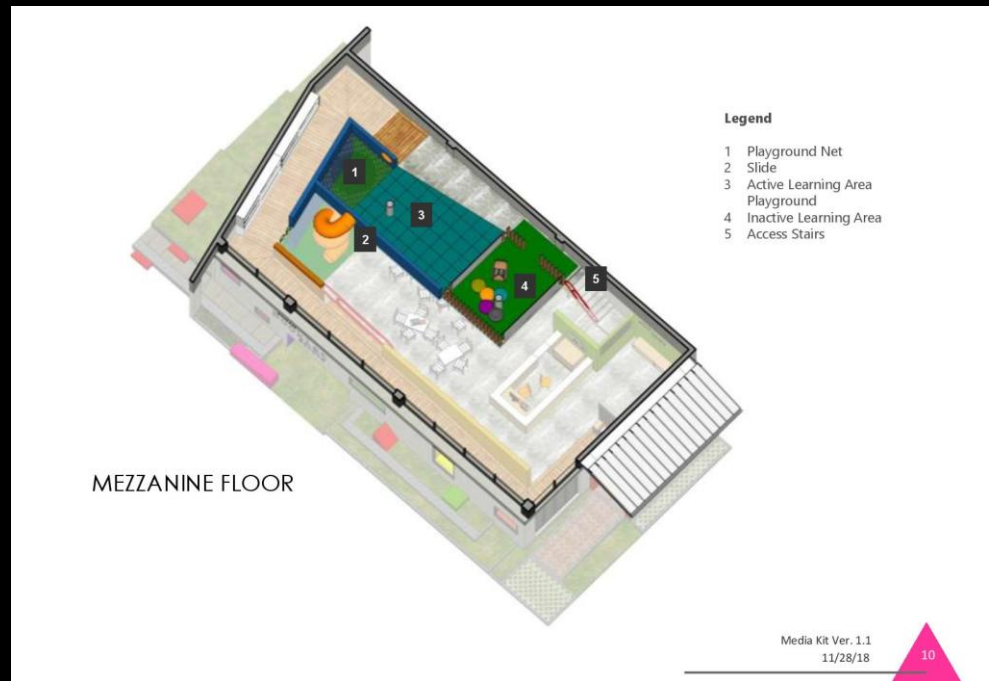 Legend
1 Playground Net
2 Slide
3 Active Learning Area
Playground
4 Inactive Learning Area
5 Access Stairs
1
2
3
4
5
MEZZANINE FLOOR
Media Kit Ver. 1.1
11/28/18
10